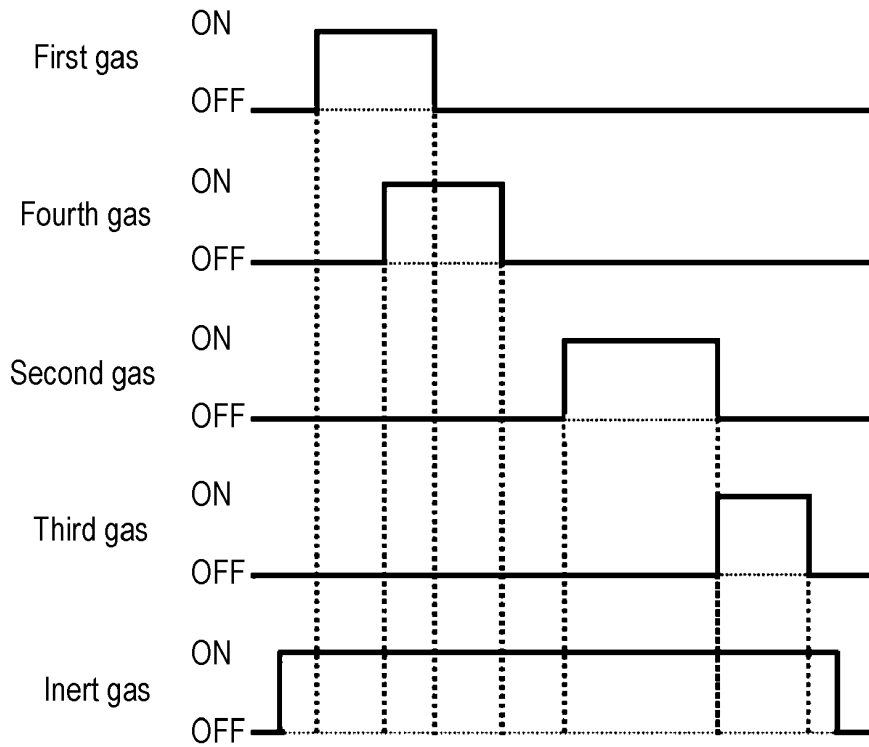 ON
First gas
OFF
ON
Fourth gas
OFF
ON
Second gas
OFF
ON
Third gas
OFF
ON
Inert gas
OFF